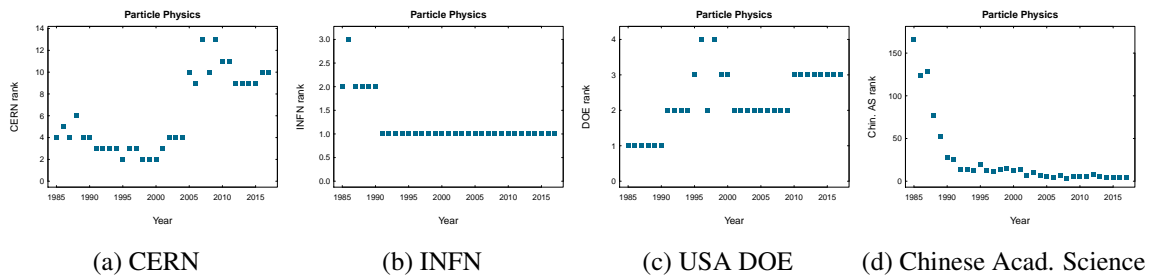 Particle Physics
CERN rank
14
12
10
8
6
4
2
0
1985 1990 1995 2000 2005 2010 2015
Year
(a) CERN
Particle Physics
INFN rank
3.0
2.5
2.0
1.5
1.0
0.5
0.0
1985 1990 1995 2000 2005 2010 2015
Year
(b) INFN
Particle Physics
DOE rank
4
3
2
1
0
1985 1990 1995 2000 2005 2010 2015
Year
(c) USA DOE
Particle Physics
Chin. AS rank
150
100
50
0
1985 1990 1995 2000 2005 2010 2015
Year
(d) Chinese Acad. Science